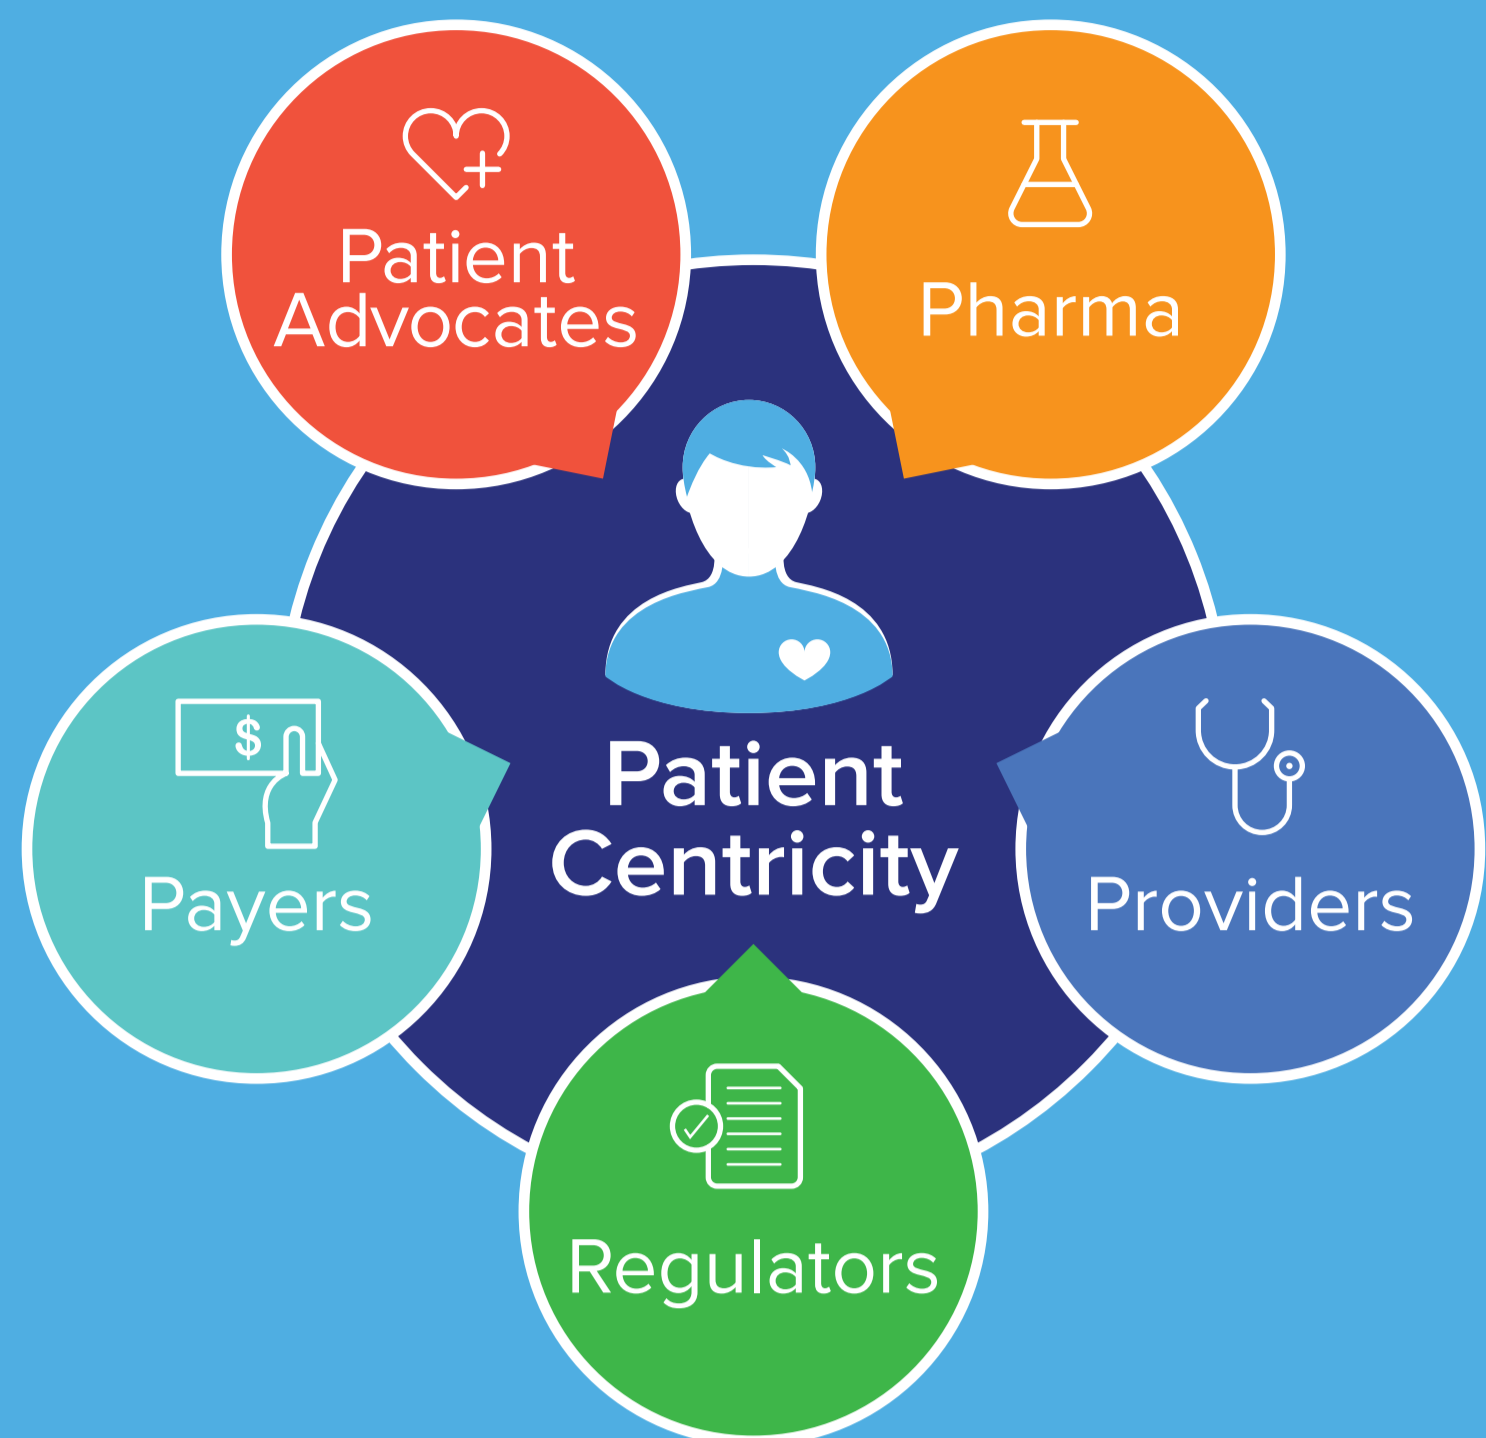 Patient
Advocates
Pharma
$
Payers
Patient
Centricity
Providers
Regulators